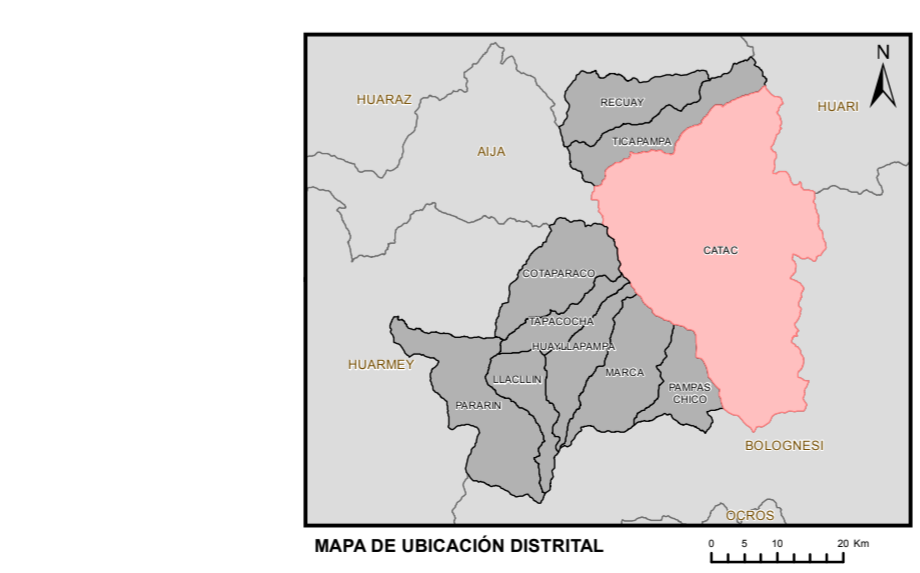 N
HUARAZ
RECUAY
HUARI
TICAPAMPA
AIJA
CATAC
COTAPARACO
TAPACOCHA
HUAYLLAPAMPA
HUARMEY
LLACLLIN
MARCA
PAMPAS
CHICO
PARARIN
BOLOGNESI
OCROS
MAPA DE UBICACIÓN DISTRITAL
0 5 10 20 Km